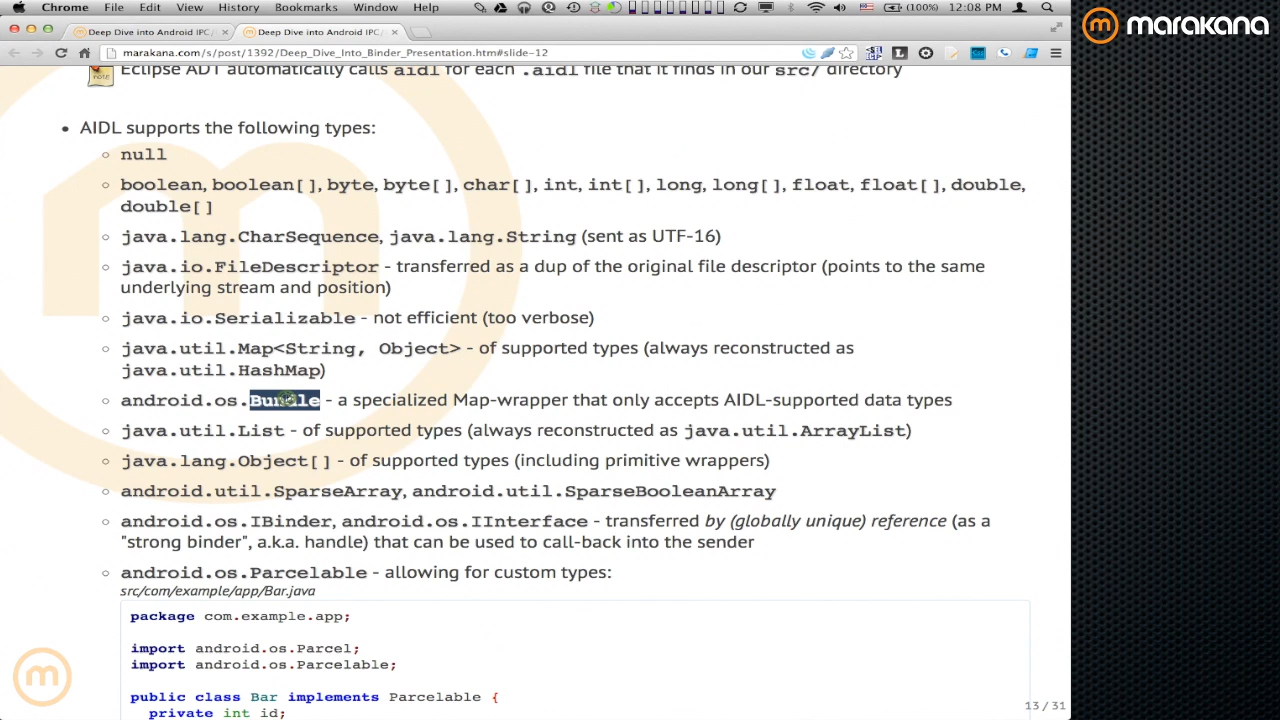 Chrome File Edit View History Bookmarks Window Help (100%) 12:08 PM
marakana
Deep Dive into Android IPC/ Deep Dive into Android IPC/
marakana.com/s/post/1392/Deep_Dive_Into_Binder_Presentation.htm#slide-12
note Eclipse ADT automatically calls aidl for each .aidl file that it finds in our src/ directory
• AIDL supports the following types:
null
boolean, boolean[], byte, byte[], char[], int, int[], long, long[], float, float[], double,
double[]
java.lang.CharSequence, java.lang.String (sent as UTF-16)
java.io.FileDescriptor - transferred as a dup of the original file descriptor (points to the same
underlying stream and position)
java.io.Serializable - not efficient (too verbose)
java.util.Map<String, Object> - of supported types (always reconstructed as
java.util.HashMap)
android.os.Bundle - a specialized Map-wrapper that only accepts AIDL-supported data types
java.util.List - of supported types (always reconstructed as java.util.ArrayList)
java.lang.Object[] - of supported types (including primitive wrappers)
android.util.SparseArray, android.util.SparseBooleanArray
android.os.IBinder, android.os.IInterface - transferred by (globally unique) reference (as a
"strong binder", a.k.a. handle) that can be used to call-back into the sender
android.os.Parcelable - allowing for custom types:
src/com/example/app/Bar.java
package com.example.app;
import android.os.Parcel;
import android.os.Parcelable;
public class Bar implements Parcelable {
private int id;
13 / 31